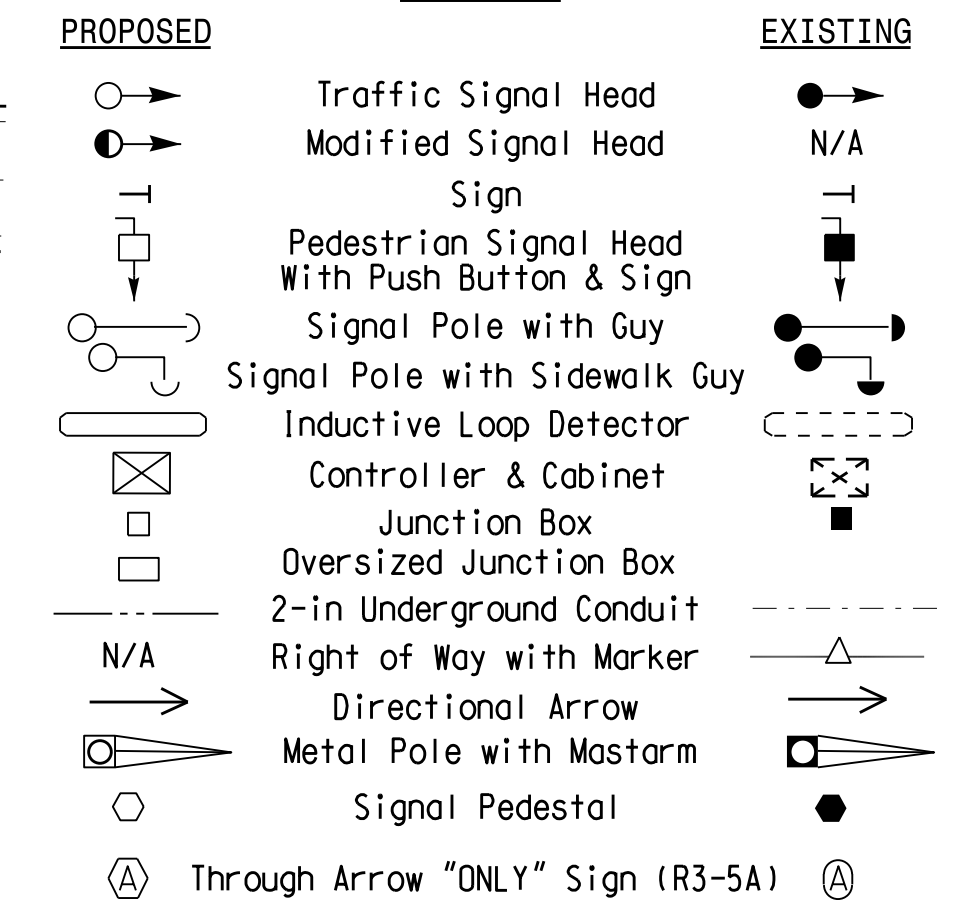 PROPOSED EXISTING
Traffic Signal Head
Modified Signal Head N/A
Sign
Pedestrian Signal Head
With Push Button & Sign
Signal Pole with Guy
Signal Pole with Sidewalk Guy
Inductive Loop Detector
Controller & Cabinet
Junction Box
Oversized Junction Box
2-in Underground Conduit
N/A Right of Way with Marker
Directional Arrow
Metal Pole with Mastarm
Signal Pedestal
A Through Arrow "ONLY" Sign (R3-5A) A